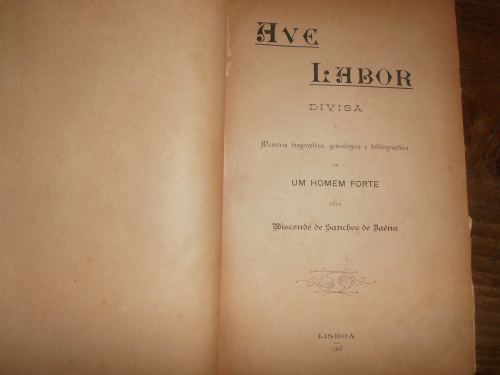 AVE
LABOR
DIVISA
E
Memoria biographica, genealogica e bibliographica
DE
UM HOMEM FORTE
PELO
Visconde de Sanches de Baêna
LISBOA